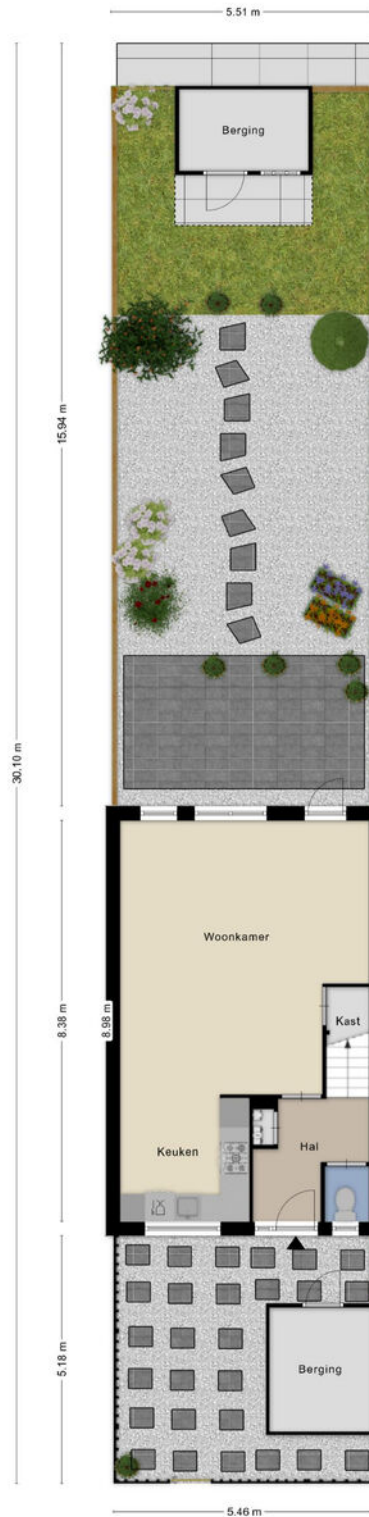 5.51 m
Berging
15.94 m
30.10 m
Woonkamer
8.38 m
8.98 m
Kast
Keuken
Hal
5.18 m
Berging
5.46 m